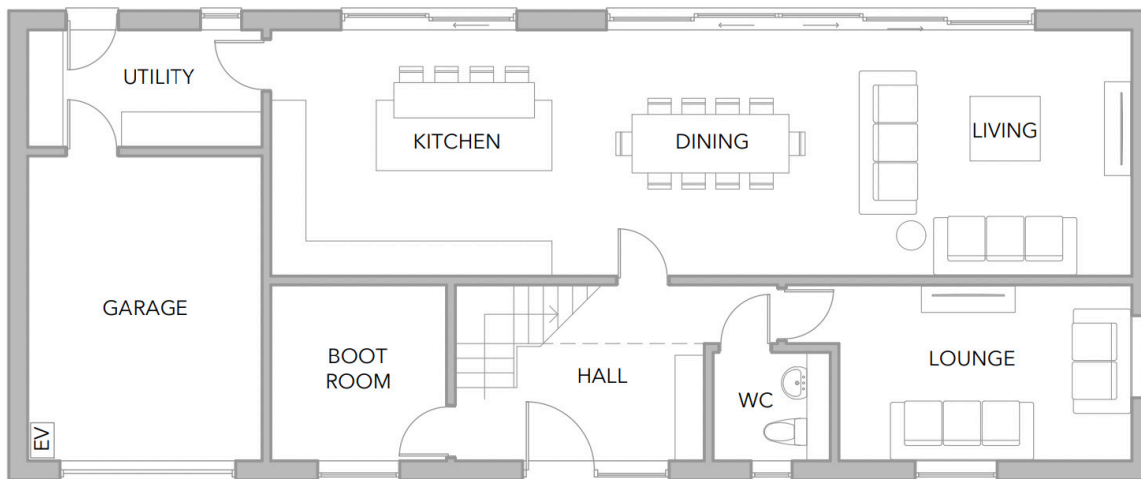 UTILITY
KITCHEN
DINING
LIVING
GARAGE
BOOT
ROOM
HALL
WC
LOUNGE
EV